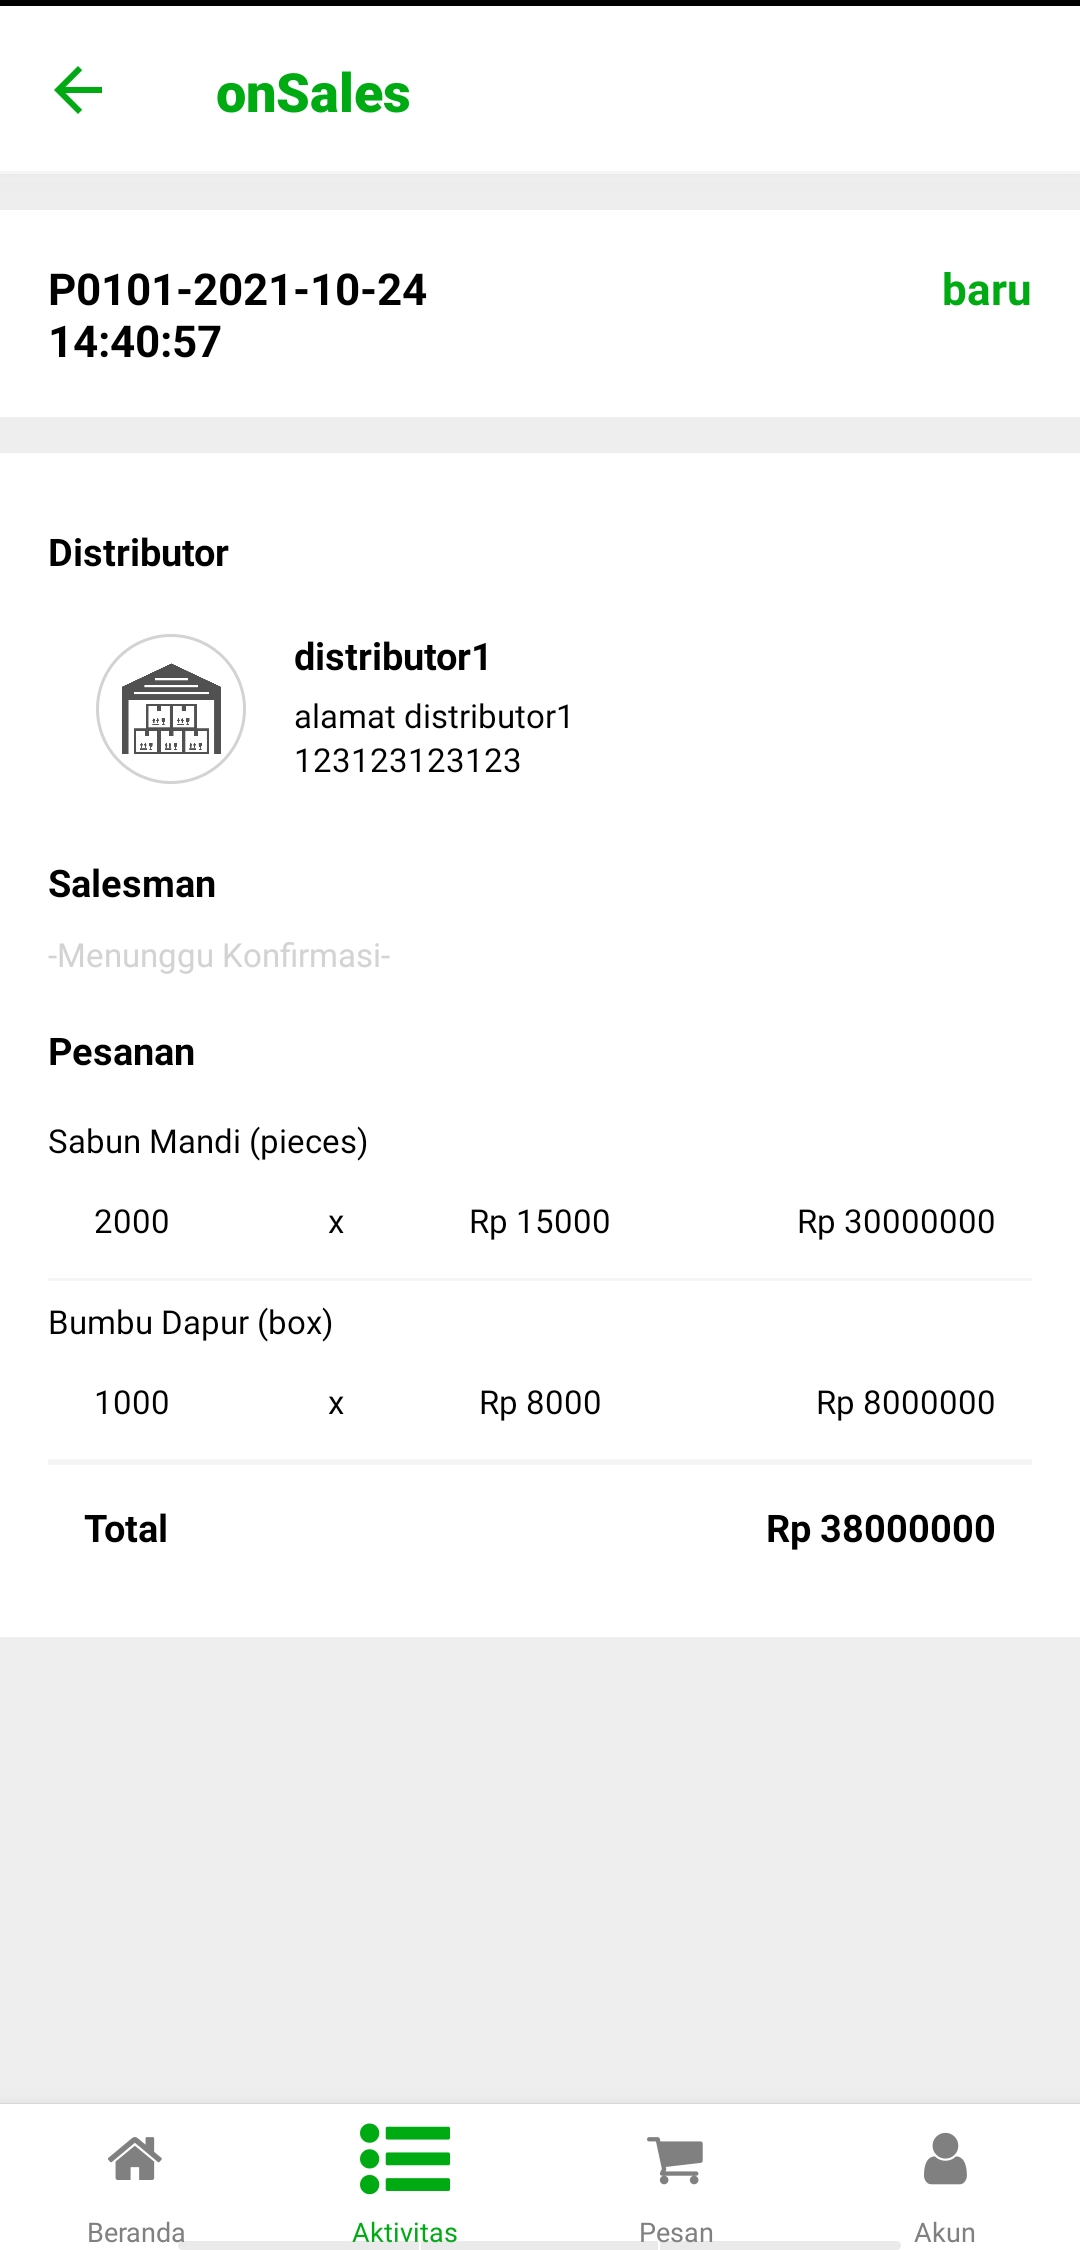 onSales
P0101-2021-10-24
14:40:57
baru
Distributor
distributor1
alamat distributor1
123123123123
Salesman
-Menunggu Konfirmasi-
Pesanan
Sabun Mandi (pieces)
2000 x Rp 15000 Rp 30000000
Bumbu Dapur (box)
1000 x Rp 8000 Rp 8000000
Total Rp 38000000
Beranda Aktivitas Pesan Akun